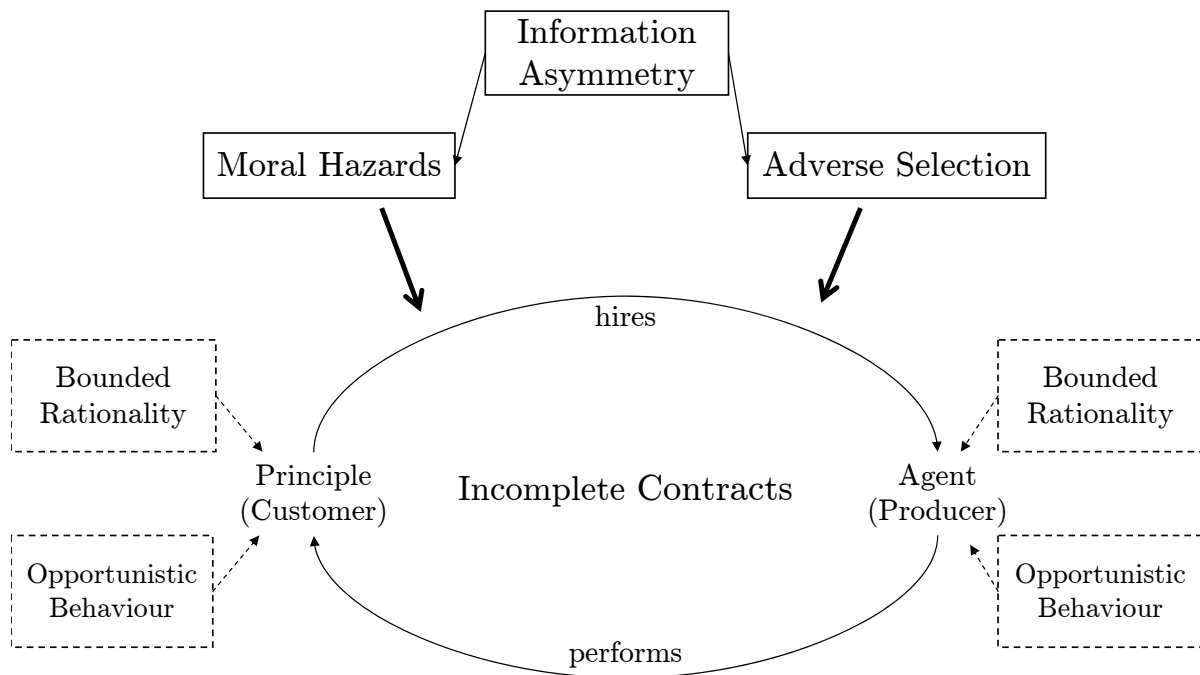 Information
Asymmetry
Moral Hazards
Adverse Selection
hires
Bounded
Rationality
Bounded
Rationality
Principle
(Customer)
Incomplete Contracts
Agent
(Producer)
Opportunistic
Behaviour
Opportunistic
Behaviour
performs